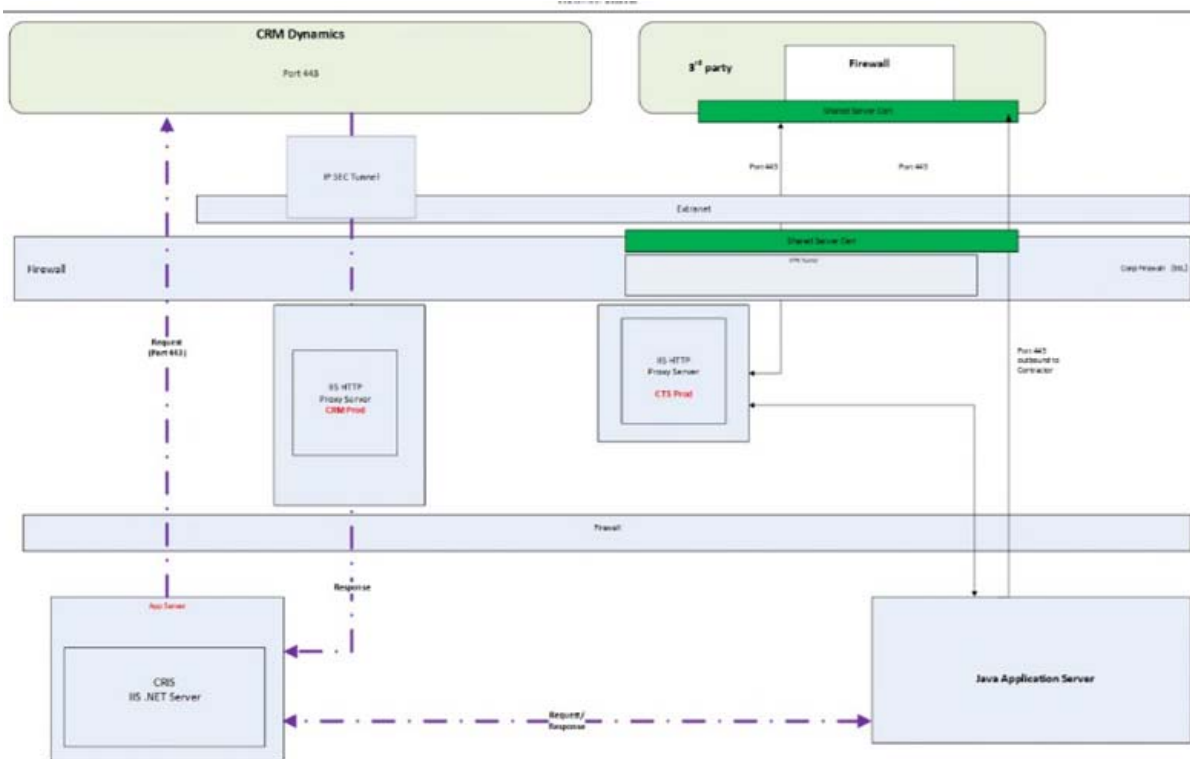 CRM Dynamics
Port 443
3rd party
Firewall
Shared Server Cert
IP SEC Tunnel
Port 443
Port 443
Extranet
Shared Server Cert
Firewall
Corp Firewall
Request
(Port 443)
IIS HTTP
Proxy Server
CRM Prod
IIS HTTP
Proxy Server
CTS Prod
Port 443
outbound to
Contractor
Firewall
Response
App Server
CRIS
IIS .NET Server
Java Application Server
Request/
Response